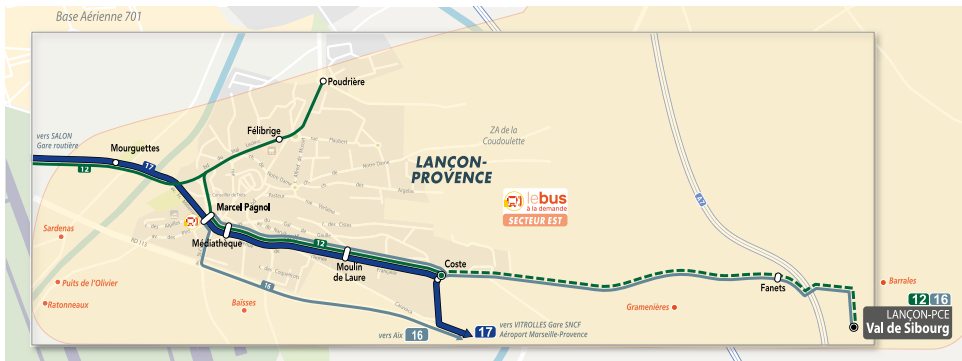 Base Aérienne 701
Poudrière
Félibrige
vers SALON
Gare routière
Mourguettes
17
12
ZA de la
Coudoulette
LANÇON-
PROVENCE
lebus
à la demande
SECTEUR EST
Marcel Pagnol
Sardenas
RD 113
Médiathèque
12
Moulin
de Laure
Coste
A7
Puits de l'Olivier
Ratonneaux
Baïsses
16
Gramenières
Fanets
Barrales
12 16
LANÇON-PCE
Val de Sibourg
vers Aix 16
17
vers VITROLLES Gare SNCF
Aéroport Marseille-Provence